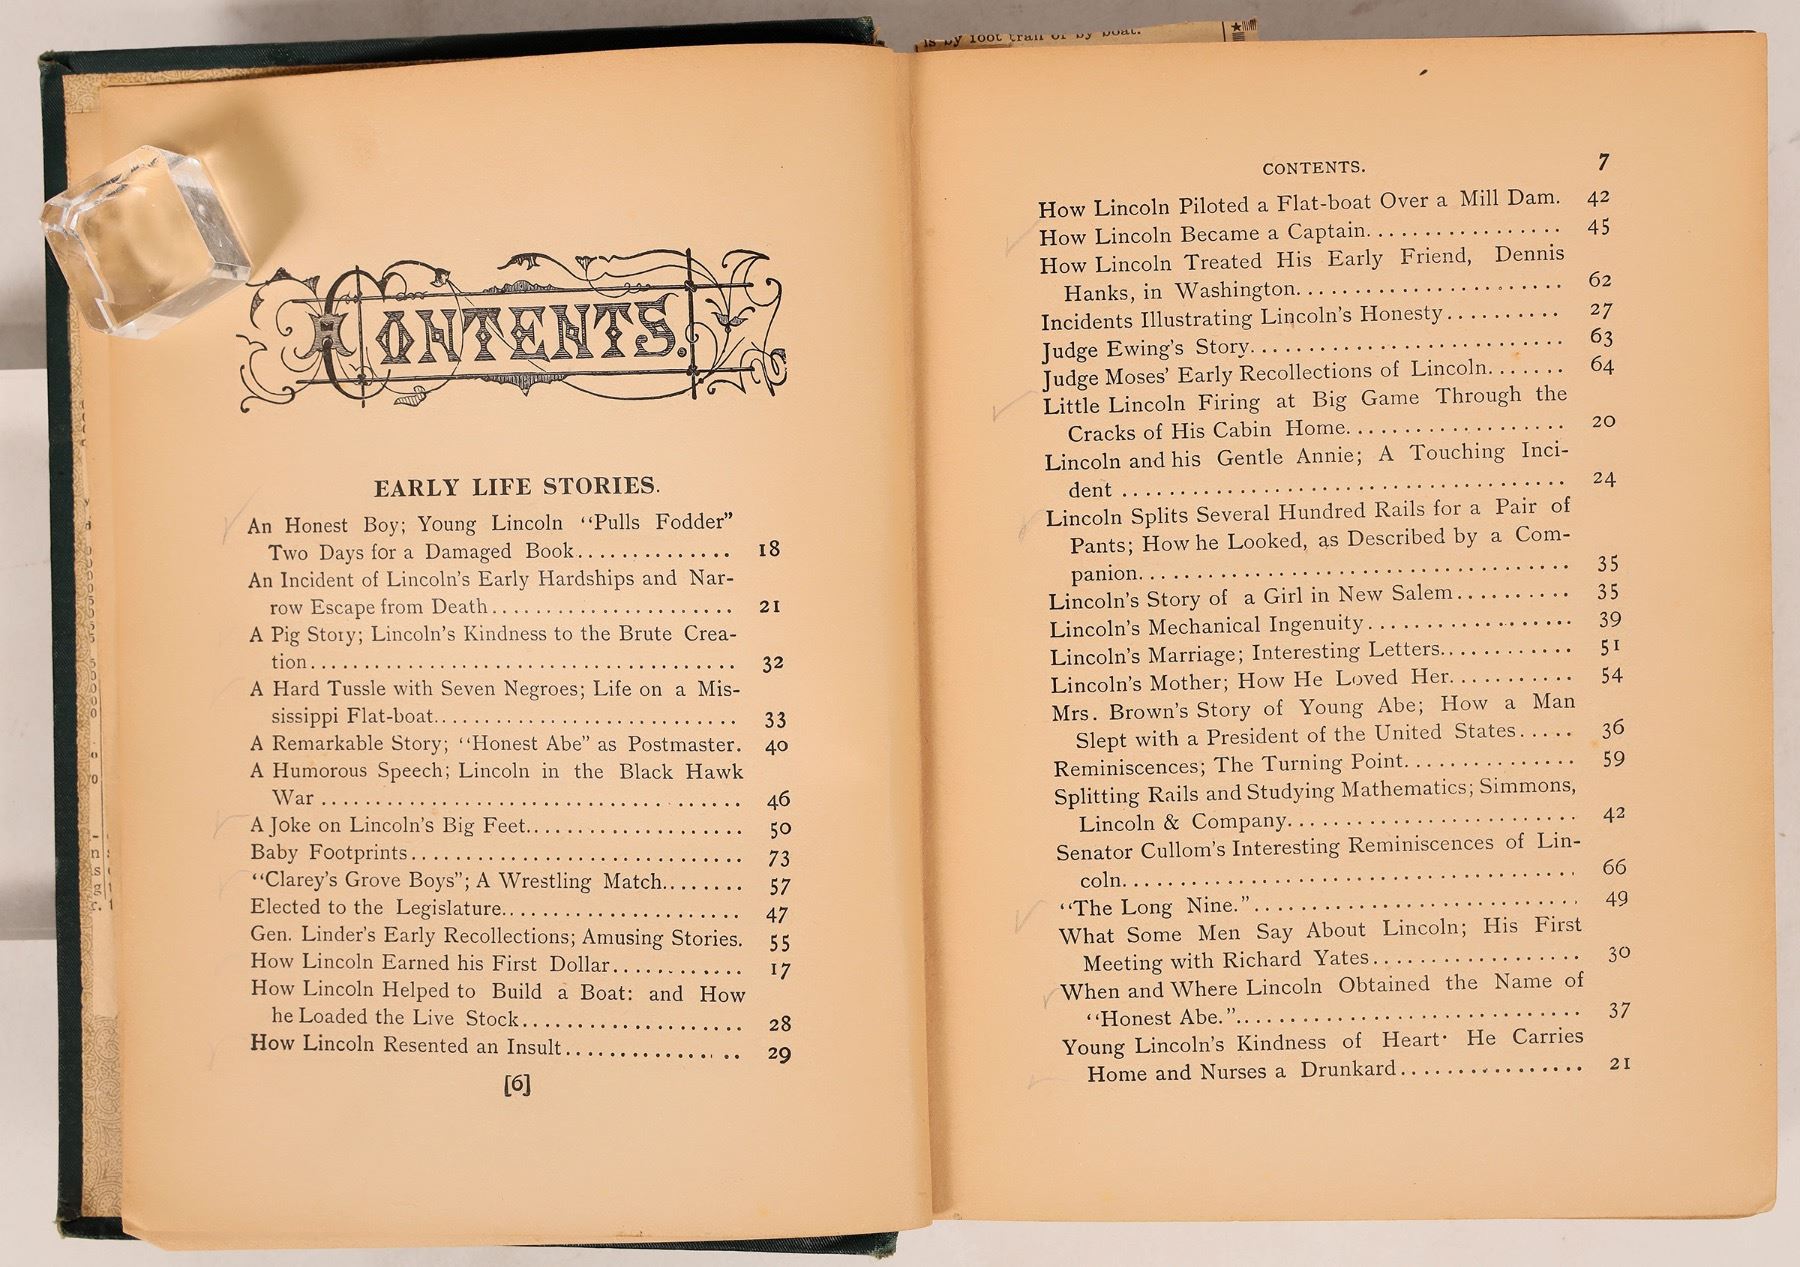 is by foot trail or by boat.
CONTENTS.
EARLY LIFE STORIES.
An Honest Boy; Young Lincoln “Pulls Fodder”
Two Days for a Damaged Book.............. 18
An Incident of Lincoln’s Early Hardships and Nar-
row Escape from Death...................... 21
A Pig Story; Lincoln’s Kindness to the Brute Crea-
tion....................................... 32
A Hard Tussle with Seven Negroes; Life on a Mis-
sissippi Flat-boat............................ 33
A Remarkable Story; “Honest Abe” as Postmaster. 40
A Humorous Speech; Lincoln in the Black Hawk
War ....................................... 46
A Joke on Lincoln’s Big Feet.................... 50
Baby Footprints............................... 73
“Clarey’s Grove Boys”; A Wrestling Match........ 57
Elected to the Legislature...................... 47
Gen. Linder’s Early Recollections; Amusing Stories. 55
How Lincoln Earned his First Dollar............ 17
How Lincoln Helped to Build a Boat: and How
he Loaded the Live Stock.................... 28
How Lincoln Resented an Insult................ 29
[6]
CONTENTS. 7
How Lincoln Piloted a Flat-boat Over a Mill Dam. 42
How Lincoln Became a Captain................. 45
How Lincoln Treated His Early Friend, Dennis
Hanks, in Washington....................... 62
Incidents Illustrating Lincoln’s Honesty.......... 27
Judge Ewing’s Story........................... 63
Judge Moses’ Early Recollections of Lincoln....... 64
Little Lincoln Firing at Big Game Through the
Cracks of His Cabin Home................... 20
Lincoln and his Gentle Annie; A Touching Inci-
dent ....................................... 24
Lincoln Splits Several Hundred Rails for a Pair of
Pants; How he Looked, as Described by a Com-
panion..................................... 35
Lincoln’s Story of a Girl in New Salem.......... 35
Lincoln’s Mechanical Ingenuity.................. 39
Lincoln’s Marriage; Interesting Letters............ 51
Lincoln’s Mother; How He Loved Her........... 54
Mrs. Brown’s Story of Young Abe; How a Man
Slept with a President of the United States..... 36
Reminiscences; The Turning Point............... 59
Splitting Rails and Studying Mathematics; Simmons,
Lincoln & Company......................... 42
Senator Cullom’s Interesting Reminiscences of Lin-
coln....................................... 66
“The Long Nine.”............................. 49
What Some Men Say About Lincoln; His First
Meeting with Richard Yates.................. 30
When and Where Lincoln Obtained the Name of
“Honest Abe.”.............................. 37
Young Lincoln’s Kindness of Heart· He Carries
Home and Nurses a Drunkard................ 21